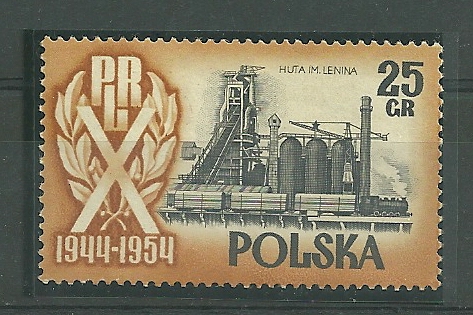 PRL
X
1944-1954
HUTA IM. LENINA
25
GR
POLSKA